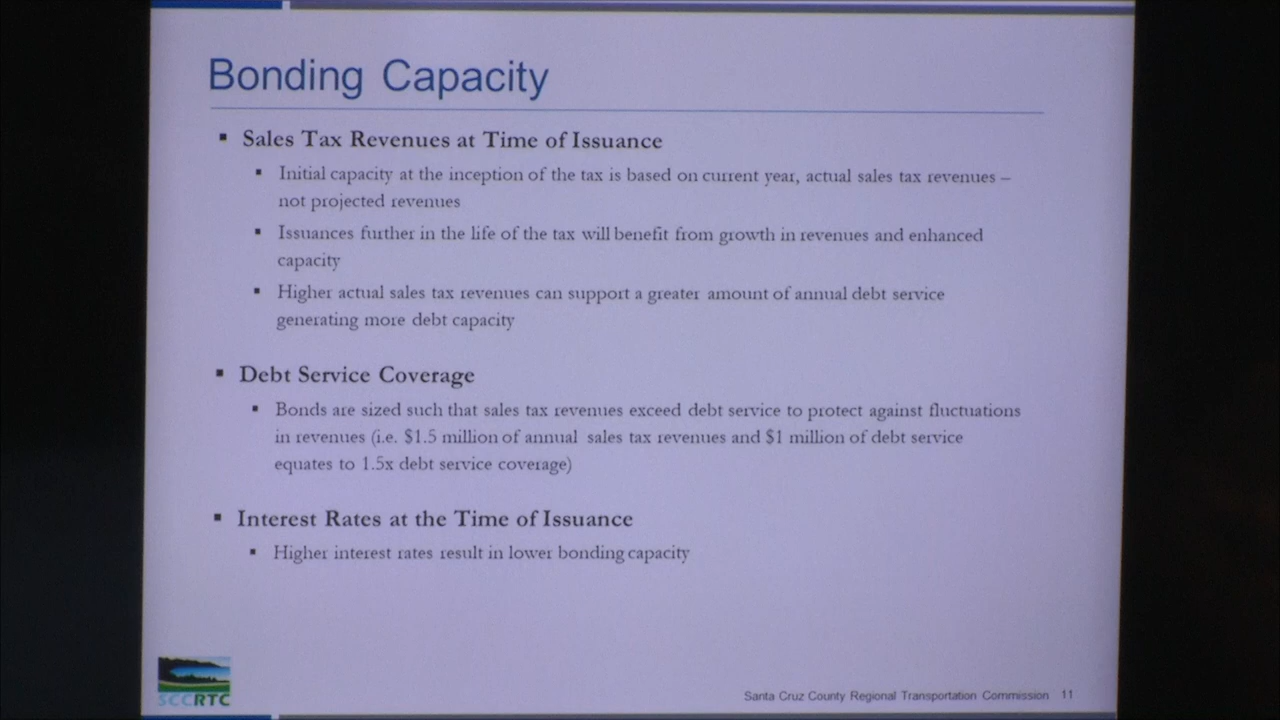 Bonding Capacity
▪ Sales Tax Revenues at Time of Issuance
▪ Initial capacity at the inception of the tax is based on current year, actual sales tax revenues –
not projected revenues
▪ Issuances further in the life of the tax will benefit from growth in revenues and enhanced
capacity
▪ Higher actual sales tax revenues can support a greater amount of annual debt service
generating more debt capacity
▪ Debt Service Coverage
▪ Bonds are sized such that sales tax revenues exceed debt service to protect against fluctuations
in revenues (i.e. $1.5 million of annual sales tax revenues and $1 million of debt service
equates to 1.5x debt service coverage)
▪ Interest Rates at the Time of Issuance
▪ Higher interest rates result in lower bonding capacity
SCCRTC
Santa Cruz County Regional Transportation Commission 11